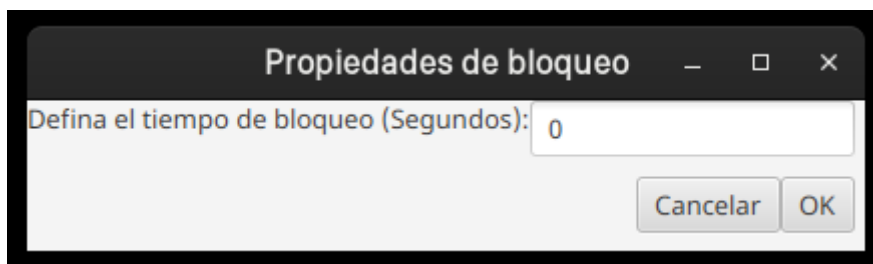 Propiedades de bloqueo
Defina el tiempo de bloqueo (Segundos): 0
Cancelar OK